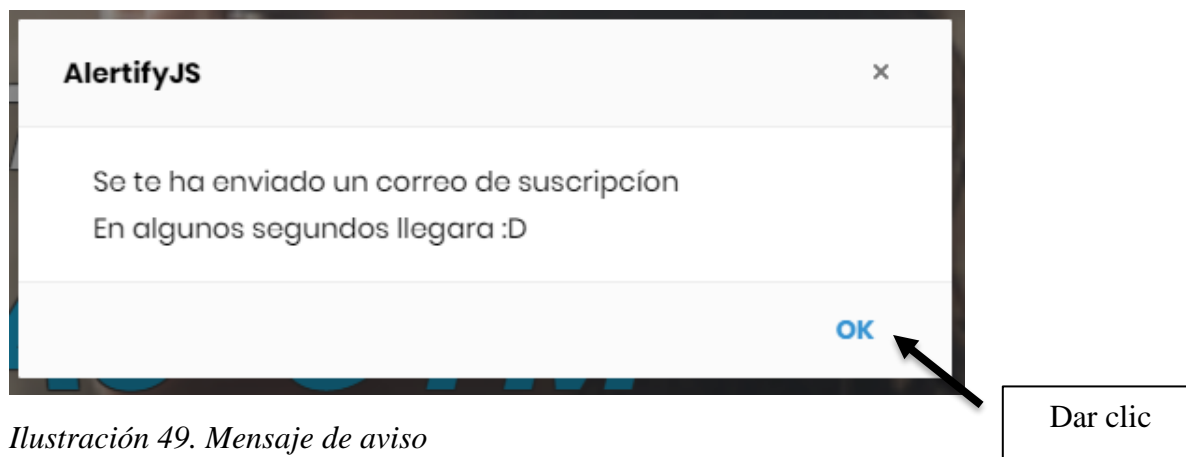 AlertifyJS ×
Se te ha enviado un correo de suscripcíon
En algunos segundos llegara :D
OK
Dar clic
Ilustración 49. Mensaje de aviso